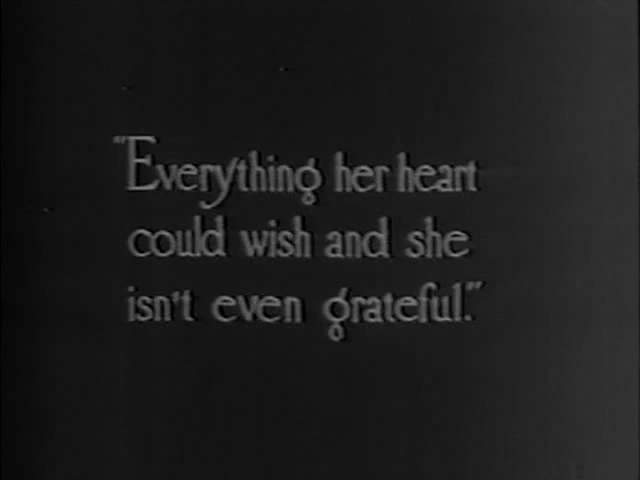 "Everything her heart
could wish and she
isn't even grateful."